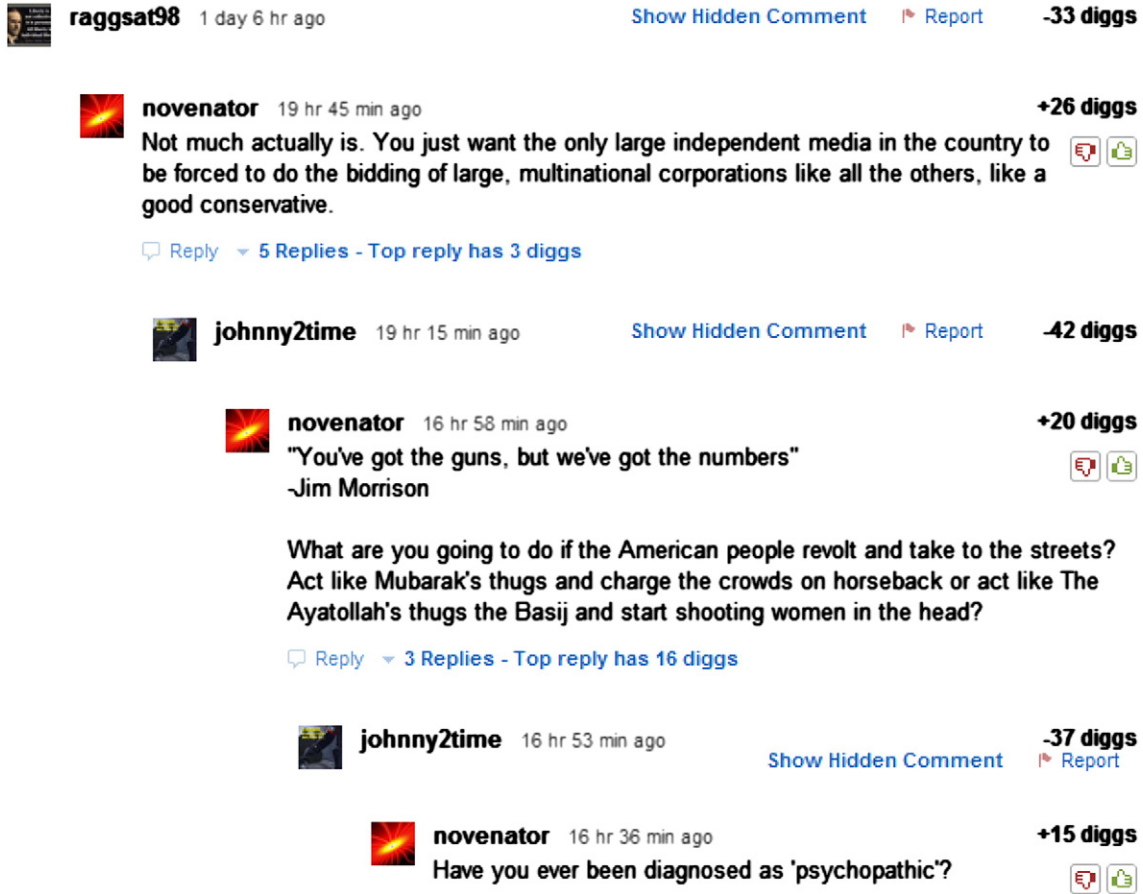 raggsat98 1 day 6 hr ago Show Hidden Comment Report -33 diggs
novenator 19 hr 45 min ago +26 diggs
Not much actually is. You just want the only large independent media in the country to
be forced to do the bidding of large, multinational corporations like all the others, like a
good conservative.
Reply 5 Replies - Top reply has 3 diggs
johnny2time 19 hr 15 min ago Show Hidden Comment Report -42 diggs
novenator 16 hr 58 min ago +20 diggs
"You've got the guns, but we've got the numbers"
-Jim Morrison
What are you going to do if the American people revolt and take to the streets?
Act like Mubarak's thugs and charge the crowds on horseback or act like The
Ayatollah's thugs the Basij and start shooting women in the head?
Reply 3 Replies - Top reply has 16 diggs
johnny2time 16 hr 53 min ago -37 diggs
Show Hidden Comment Report
novenator 16 hr 36 min ago +15 diggs
Have you ever been diagnosed as 'psychopathic'?